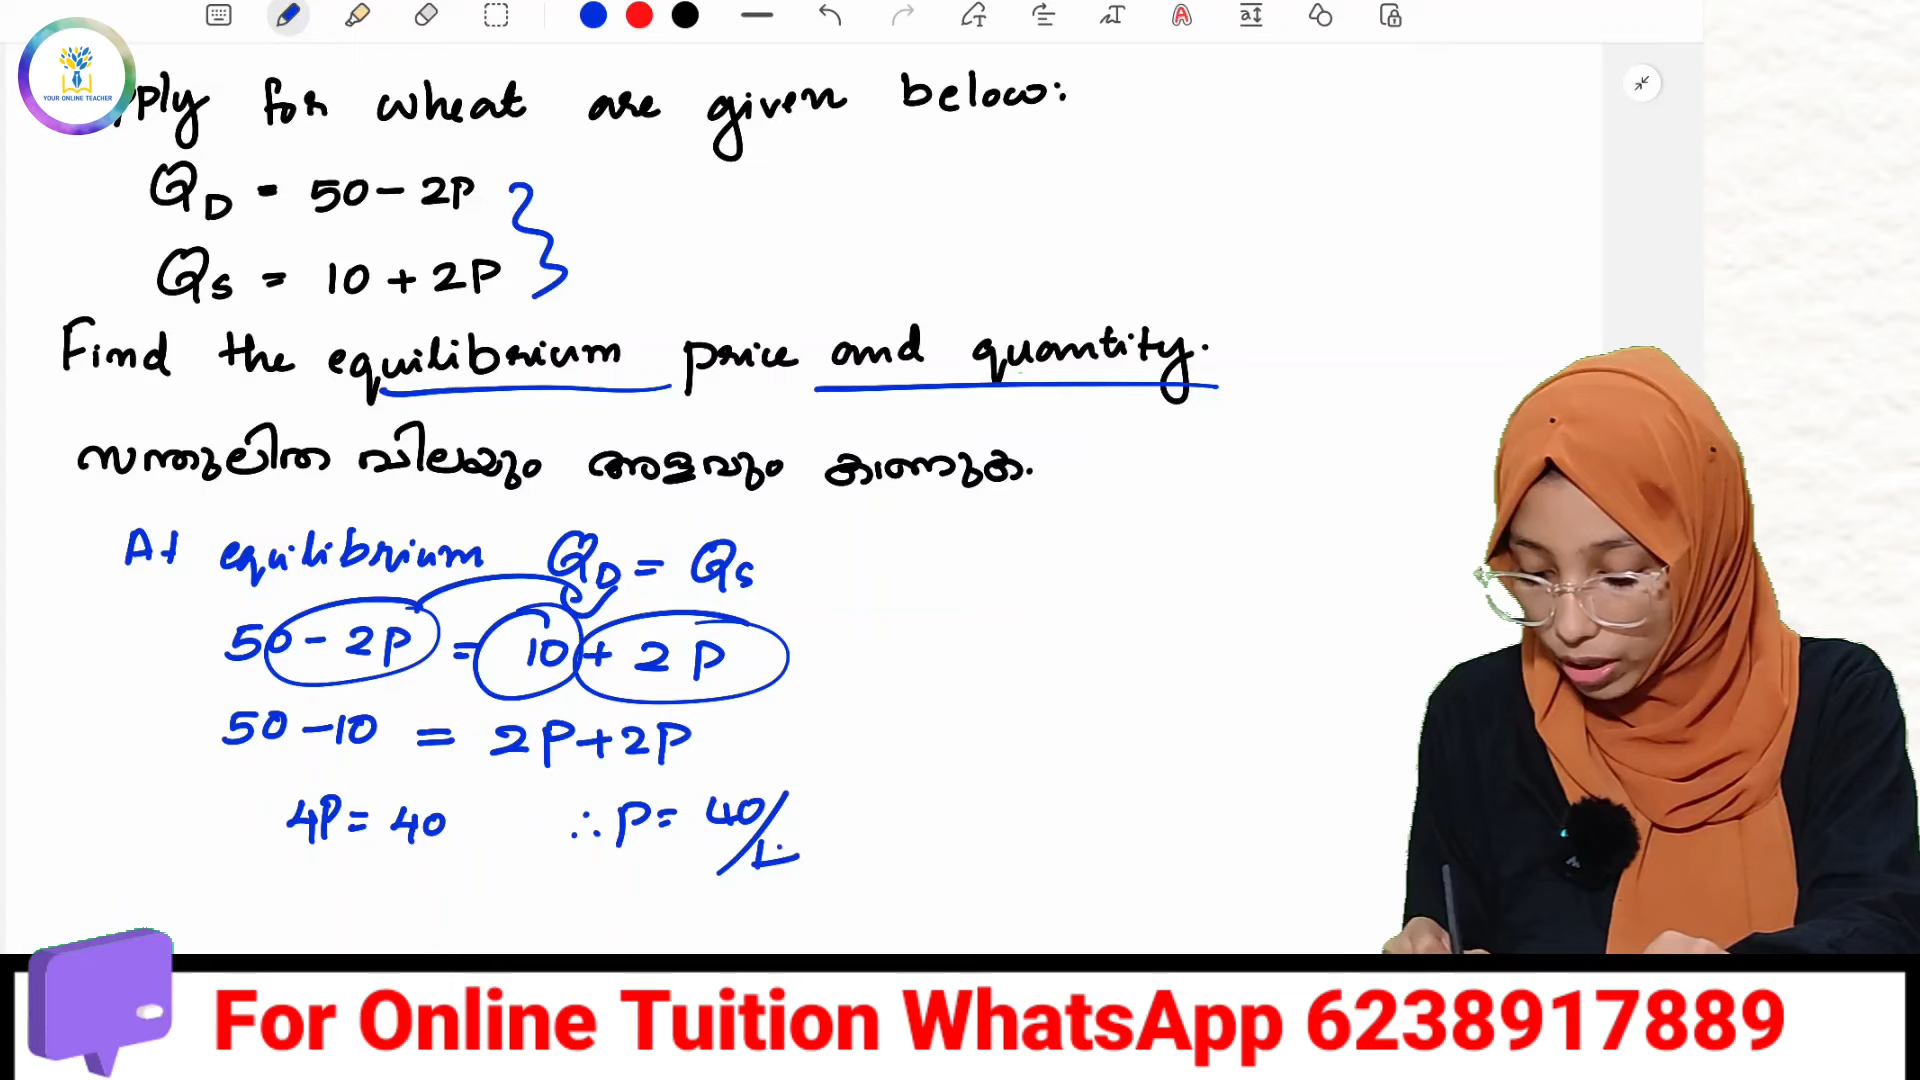 YOUR ONLINE TEACHER
pply for wheat are given below:
QD = 50 - 2P
Qs = 10 + 2P
Find the equilibrium price and quantity.
സന്തുലിത വിലയും അളവും കാണുക.
At equilibrium QD = Qs
50 - 2P = 10 + 2P
50 - 10 = 2P + 2P
4P = 40 ∴ P = 40/
For Online Tuition WhatsApp 6238917889